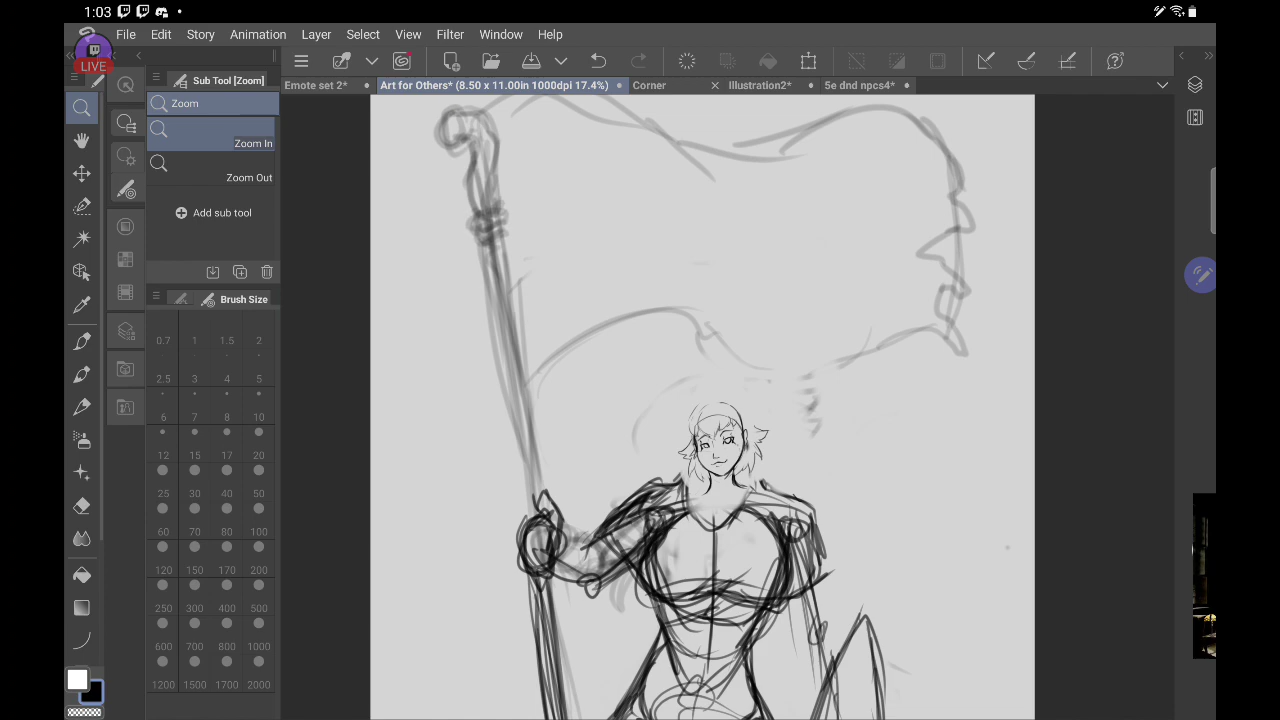 1:03
LIVE
File Edit Story Animation Layer Select View Filter Window Help
Sub Tool [Zoom]
Emote set 2* Art for Others* (8.50 x 11.00in 1000dpi 17.4%) Corner Illustration2* 5e dnd npcs4*
Zoom
Zoom In
Zoom Out
Add sub tool
Brush Size
0.7 1 1.5 2
2.5 3 4 5
6 7 8 10
12 15 17 20
25 30 40 50
60 70 80 100
120 150 170 200
250 300 400 500
600 700 800 1000
1200 1500 1700 2000